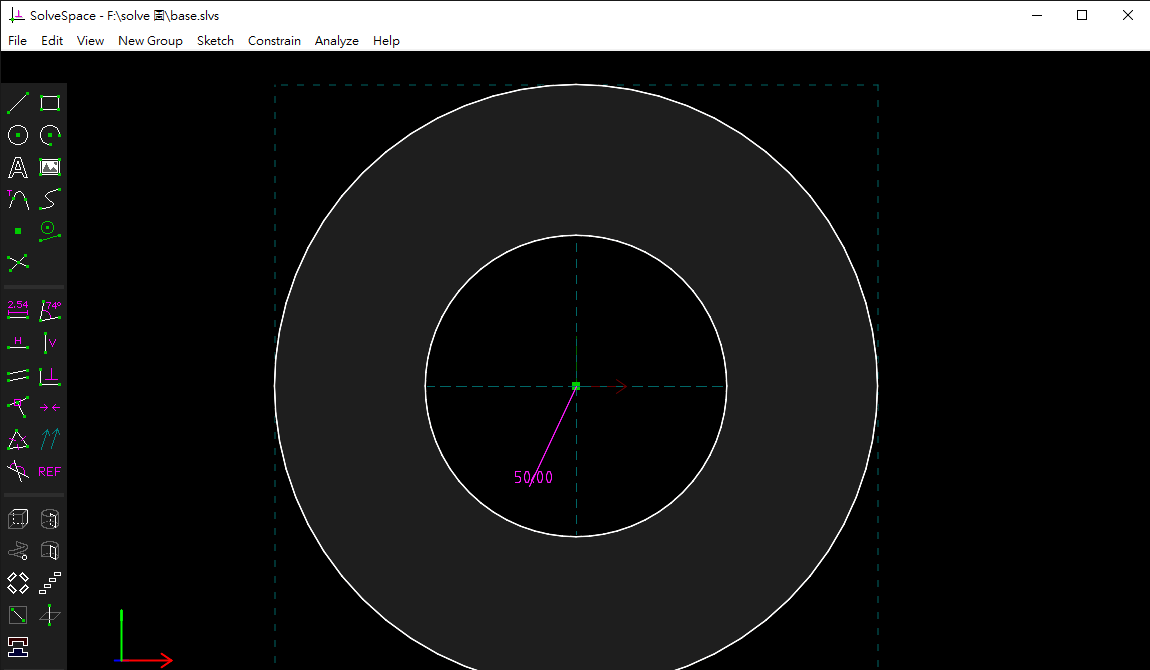 SolveSpace - F:\solve 圓\base.slvs
File Edit View New Group Sketch Constrain Analyze Help
A
T
2.54 74°
H V
REF
50.00